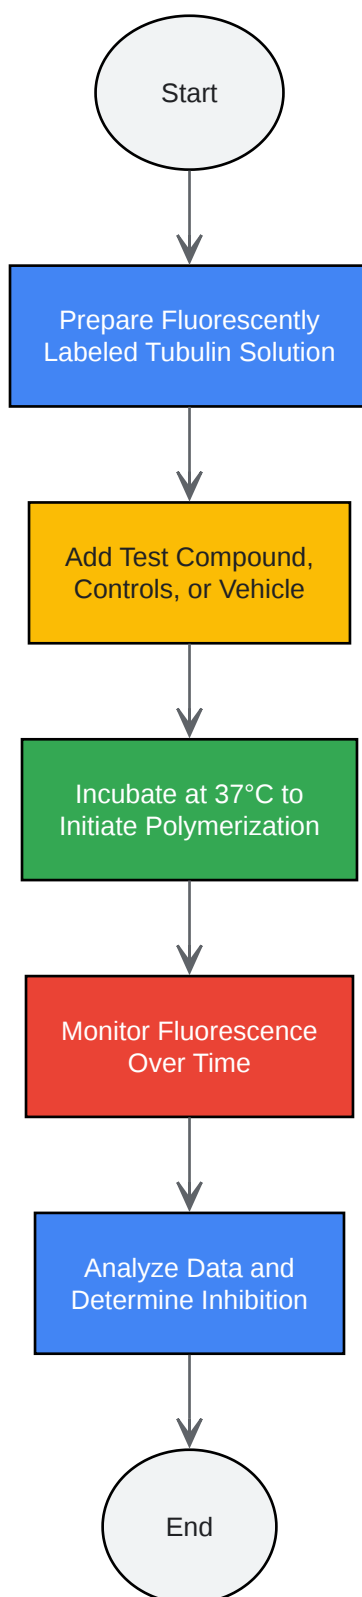 Start
Prepare Fluorescently
Labeled Tubulin Solution
Add Test Compound,
Controls, or Vehicle
Incubate at 37°C to
Initiate Polymerization
Monitor Fluorescence
Over Time
Analyze Data and
Determine Inhibition
End